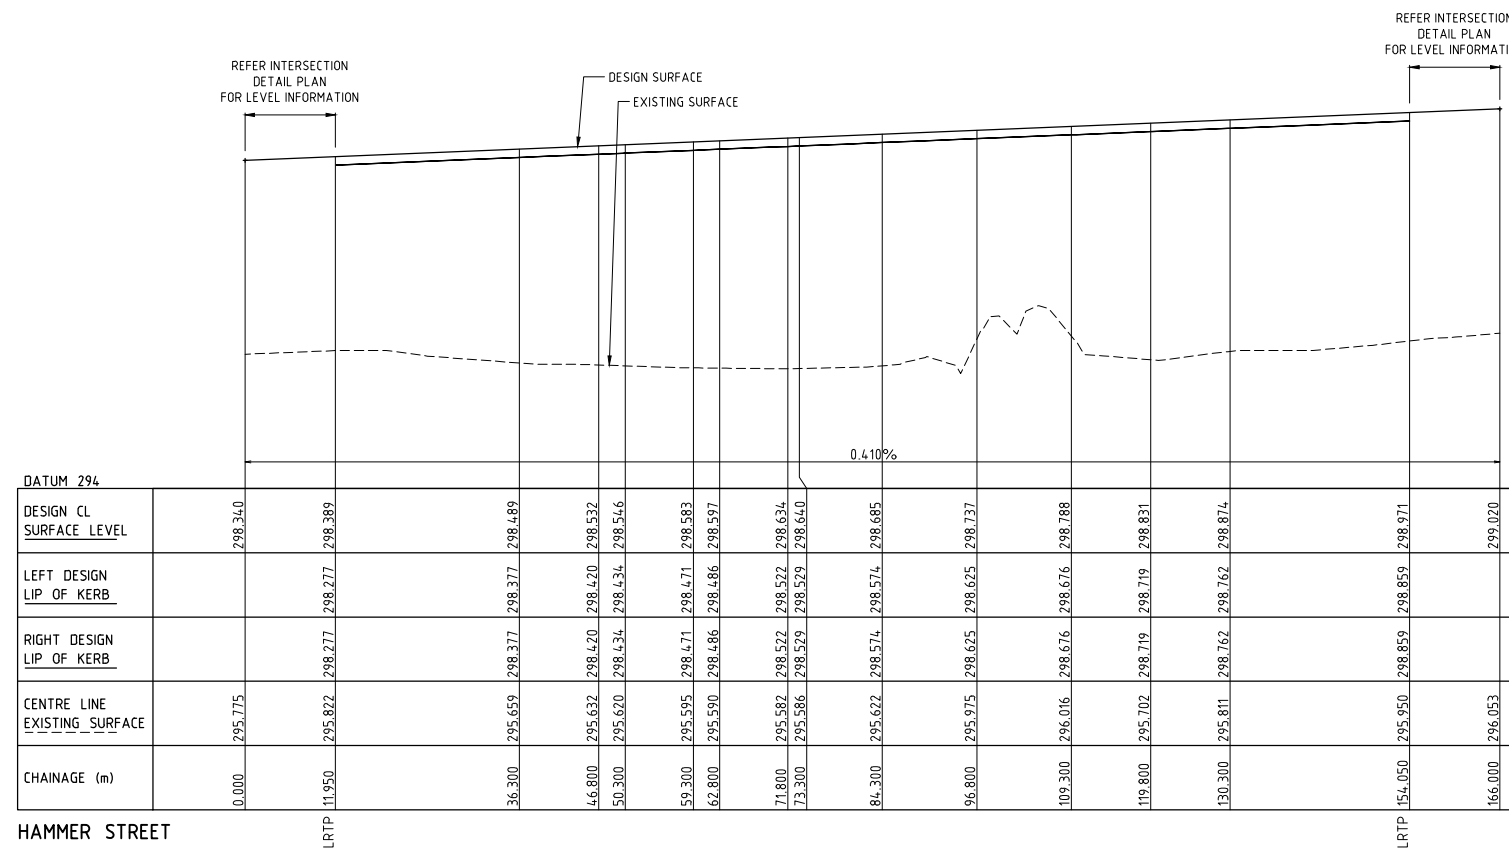 REFER INTERSECTION
DETAIL PLAN
FOR LEVEL INFORMATION
REFER INTERSECTION
DETAIL PLAN
FOR LEVEL INFORMATI
DESIGN SURFACE
EXISTING SURFACE
0.410%
DATUM 294
DESIGN CL
SURFACE LEVEL
298.340 298.389 298.489 298.532 298.546 298.583 298.597 298.634 298.640 298.685 298.737 298.788 298.831 298.874 298.971 299.020
LEFT DESIGN
LIP OF KERB
298.277 298.377 298.420 298.434 298.471 298.486 298.522 298.529 298.574 298.625 298.676 298.719 298.762 298.859
RIGHT DESIGN
LIP OF KERB
298.277 298.377 298.420 298.434 298.471 298.486 298.522 298.529 298.574 298.625 298.676 298.719 298.762 298.859
CENTRE LINE
EXISTING SURFACE
295.775 295.822 295.659 295.632 295.620 295.595 295.590 295.582 295.586 295.622 295.975 296.016 295.702 295.811 295.950 296.053
CHAINAGE (m)
0.000 11.950 36.300 46.800 50.300 59.300 62.800 71.800 73.300 84.300 96.800 109.300 119.800 130.300 154.050 166.000
HAMMER STREET
LRTP
LRTP